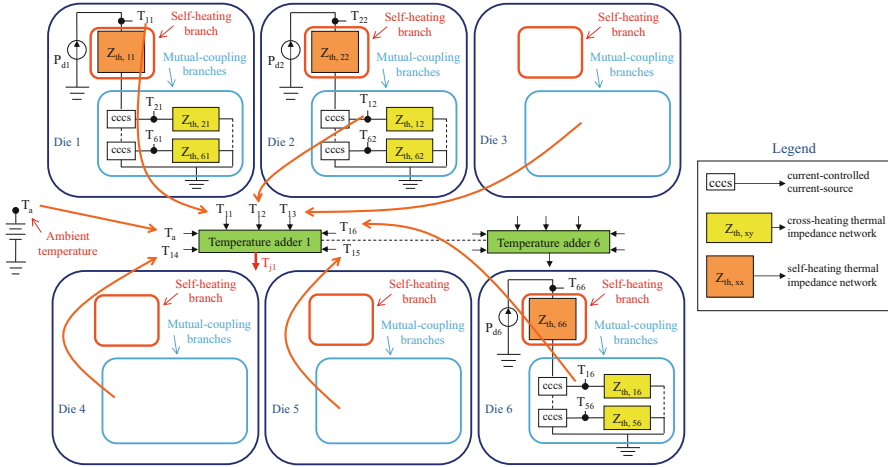 T11
Self-heating
branch
Pd1
Zth, 11
Mutual-coupling
branches
T21
cccs
Zth, 21
T61
cccs
Zth, 61
Die 1
T22
Self-heating
branch
Pd2
Zth, 22
Mutual-coupling
branches
T12
cccs
Zth, 12
T62
cccs
Zth, 62
Die 2
Self-heating
branch
Mutual-coupling
branches
Die 3
Legend
cccs
current-controlled
current-source
Zth, xy
cross-heating thermal
impedance network
Zth, xx
self-heating thermal
impedance network
Ta
Ambient
temperature
T11
T12
T13
Ta
T14
T16
T15
Temperature adder 1
Tj1
Temperature adder 6
Self-heating
branch
Mutual-coupling
branches
Die 4
Self-heating
branch
Mutual-coupling
branches
Die 5
T66
Self-heating
branch
Pd6
Zth, 66
Mutual-coupling
branches
T16
cccs
Zth, 16
T56
cccs
Zth, 56
Die 6